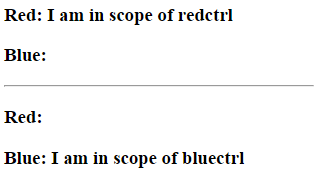 Red: I am in scope of redctrl
Blue:
Red:
Blue: I am in scope of bluectrl